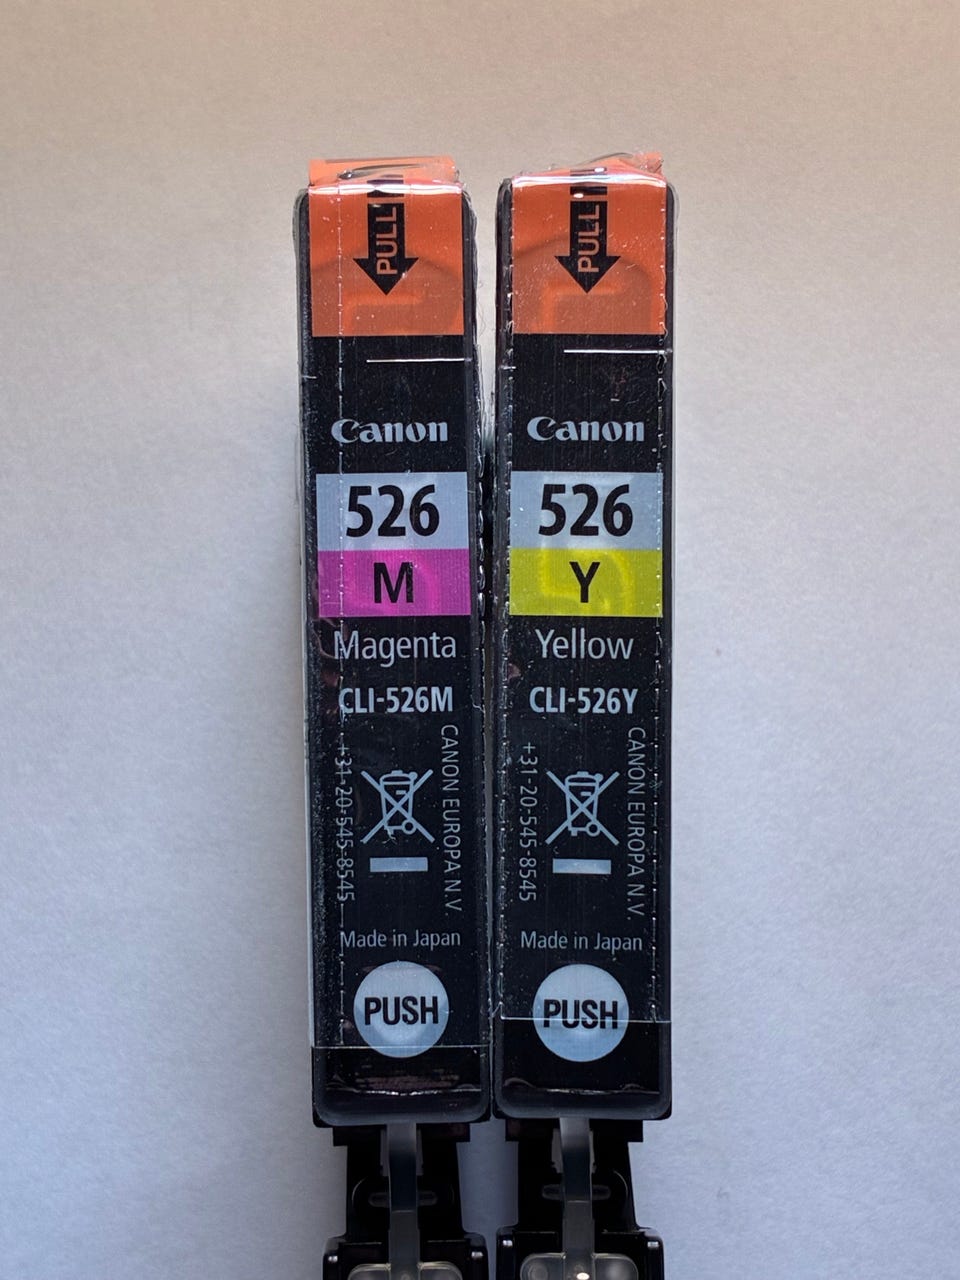 PULL
Canon
526
M
Magenta
CLI-526M
CANON EUROPA N.V.
+31-20-545-8545
Made in Japan
PUSH
PULL
Canon
526
Y
Yellow
CLI-526Y
CANON EUROPA N.V.
+31-20-545-8545
Made in Japan
PUSH